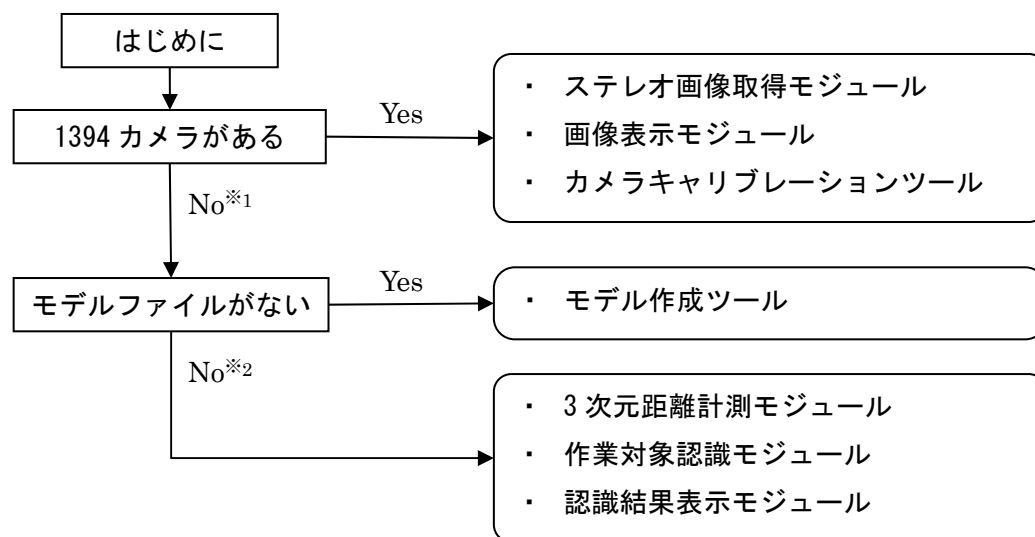 はじめに
1394 カメラがある
Yes
・ ステレオ画像取得モジュール
・ 画像表示モジュール
・ カメラキャリブレーションツール
No※1
モデルファイルがない
Yes
・ モデル作成ツール
No※2
・ 3 次元距離計測モジュール
・ 作業対象認識モジュール
・ 認識結果表示モジュール